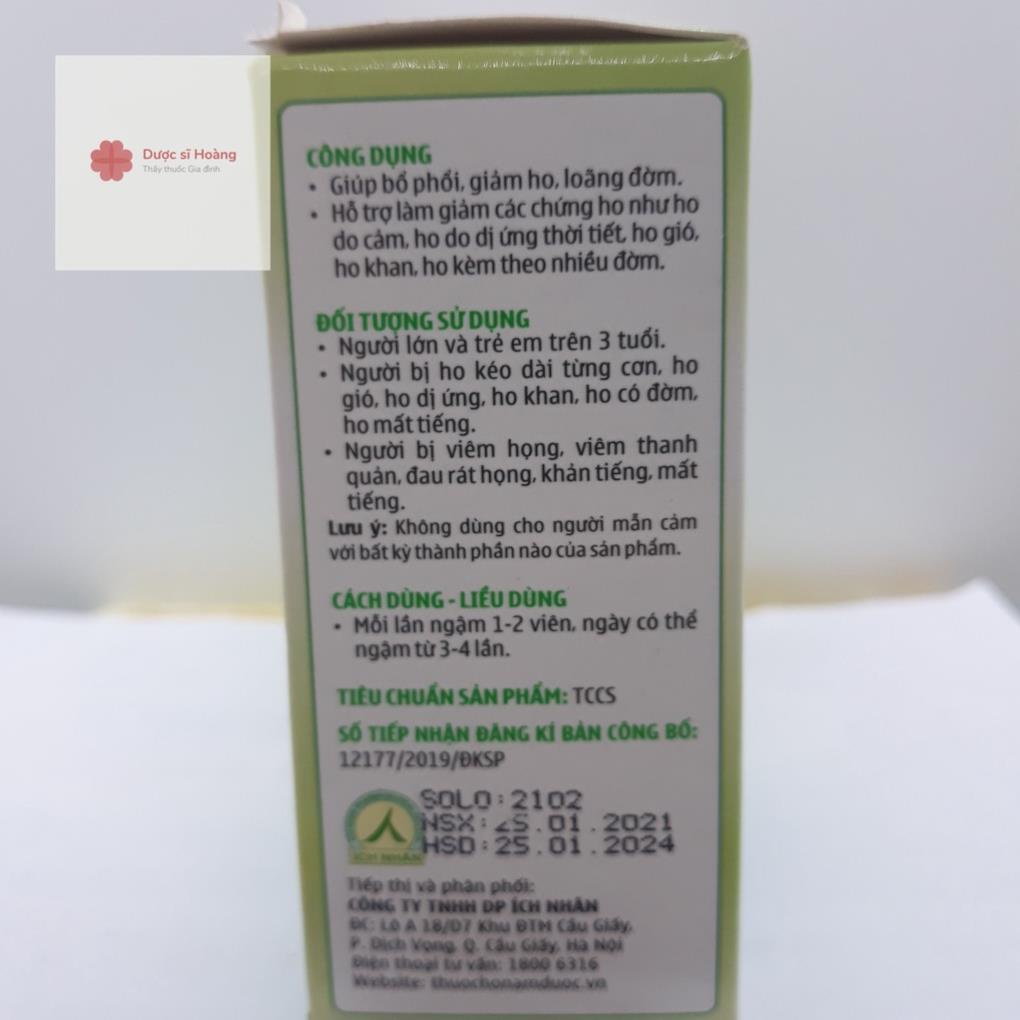 Dược sĩ Hoàng
Thầy thuốc Gia đình
CÔNG DỤNG
• Giúp bổ phổi, giảm ho, loãng đờm.
• Hỗ trợ làm giảm các chứng ho như ho
do cảm, ho do dị ứng thời tiết, ho gió,
ho khan, ho kèm theo nhiều đờm.
ĐỐI TƯỢNG SỬ DỤNG
• Người lớn và trẻ em trên 3 tuổi.
• Người bị ho kéo dài từng cơn, ho
gió, ho dị ứng, ho khan, ho có đờm,
ho mất tiếng.
• Người bị viêm họng, viêm thanh
quản, đau rát họng, khản tiếng, mất
tiếng.
Lưu ý: Không dùng cho người mẫn cảm
với bất kỳ thành phần nào của sản phẩm.
CÁCH DÙNG - LIỀU DÙNG
• Mỗi lần ngậm 1-2 viên, ngày có thể
ngậm từ 3-4 lần.
TIÊU CHUẨN SẢN PHẨM: TCCS
SỐ TIẾP NHẬN ĐĂNG KÍ BẢN CÔNG BỐ:
12177/2019/ĐKSP
SOLO : 2102
NSX : 25 . 01 . 2021
HSD : 25 . 01 . 2024
ÍCH NHÂN
Tiếp thị và phân phối:
CÔNG TY TNHH DP ÍCH NHÂN
ĐC: Lô A 18/D7 Khu ĐTM Cầu Giấy,
P. Dịch Vọng, Q. Cầu Giấy, Hà Nội
Điện thoại tư vấn: 1800 6316
Website: thuochonamduoc.vn